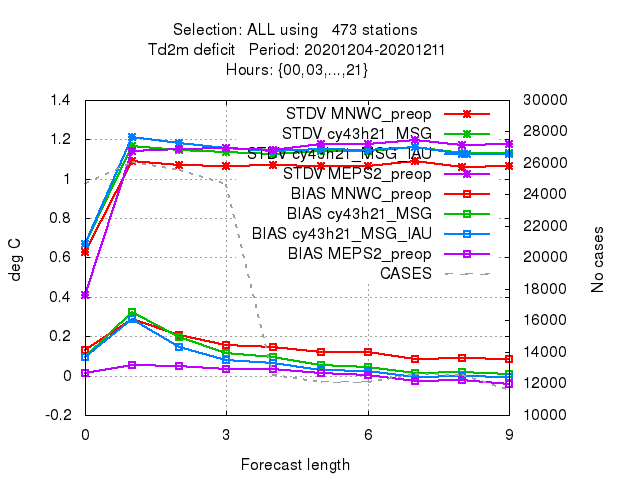 Selection: ALL using   473 stations
Td2m deficit   Period: 20201204-20201211
Hours: {00,03,...,21}
1.4
1.2
1
0.8
0.6
0.4
0.2
0
-0.2
deg C
30000
28000
26000
24000
22000
20000
18000
16000
14000
12000
10000
No cases
STDV MNWC_preop
STDV cy43h21_MSG
STDV cy43h21_MSG_IAU
STDV MEPS2_preop
BIAS MNWC_preop
BIAS cy43h21_MSG
BIAS cy43h21_MSG_IAU
BIAS MEPS2_preop
CASES
0 3 6 9
Forecast length